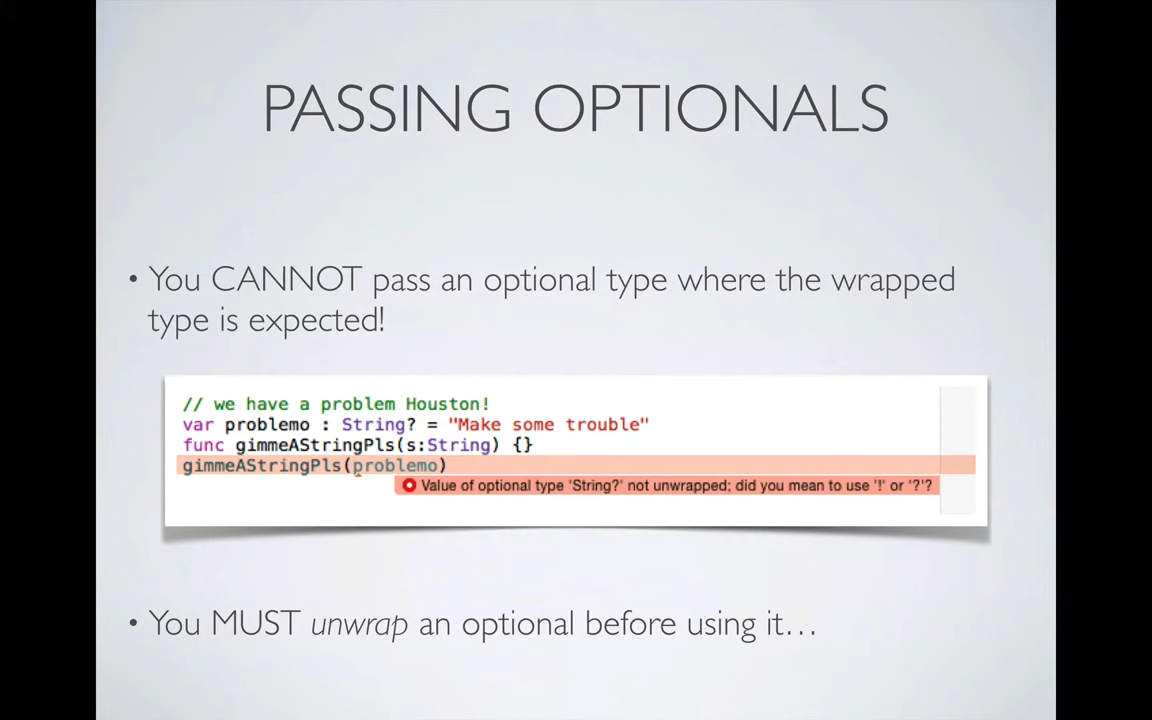 PASSING OPTIONALS
• You CANNOT pass an optional type where the wrapped
type is expected!
// we have a problem Houston!
var problemo : String? = "Make some trouble"
func gimmeAStringPls(s:String) {}
gimmeAStringPls(problemo)
Value of optional type 'String?' not unwrapped; did you mean to use '!' or '?'?
• You MUST unwrap an optional before using it…